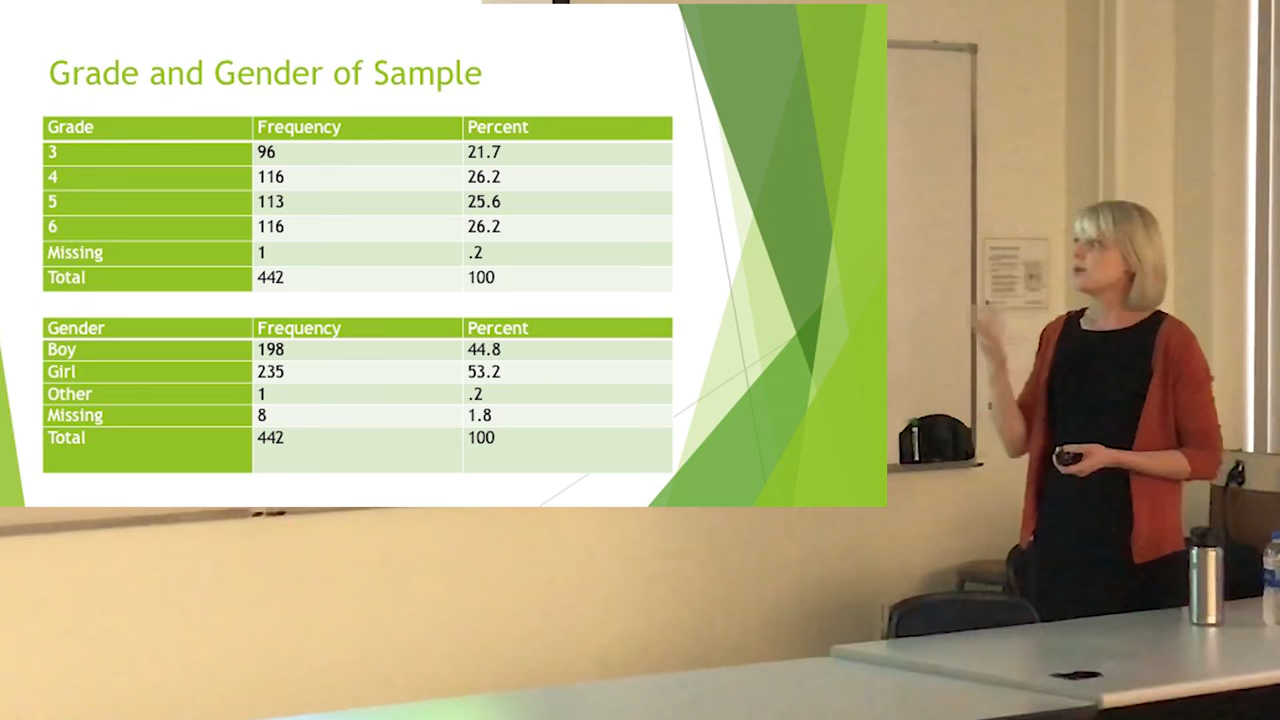 Grade and Gender of Sample
Grade Frequency Percent
3 96 21.7
4 116 26.2
5 113 25.6
6 116 26.2
Missing 1 .2
Total 442 100
Gender Frequency Percent
Boy 198 44.8
Girl 235 53.2
Other 1 .2
Missing 8 1.8
Total 442 100